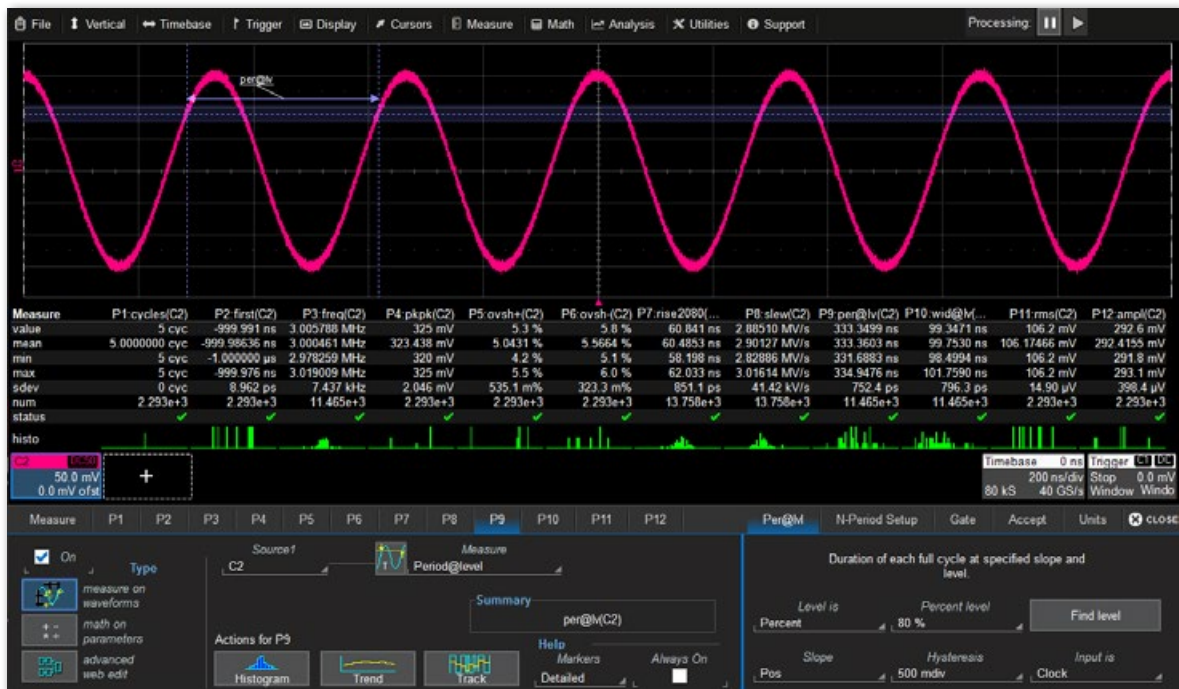 File Vertical Timebase Trigger Display Cursors Measure Math Analysis Utilities Support Processing:
per@lv
C2
Measure P1:cycles(C2) P2:first(C2) P3:freq(C2) P4:pkpk(C2) P5:ovsh+(C2) P6:ovsh-(C2) P7:rise2080(... P8:slew(C2) P9:per@lv(C2) P10:wid@lv(... P11:rms(C2) P12:ampl(C2)
value 5 cyc -999.991 ns 3.005788 MHz 325 mV 5.3 % 5.8 % 60.841 ns 2.88510 MV/s 333.3499 ns 99.3471 ns 106.2 mV 292.6 mV
mean 5.0000000 cyc -999.98636 ns 3.000461 MHz 323.438 mV 5.0431 % 5.5664 % 60.4853 ns 2.90127 MV/s 333.3603 ns 99.7530 ns 106.17466 mV 292.4155 mV
min 5 cyc -1.000000 µs 2.978259 MHz 320 mV 4.2 % 5.1 % 58.198 ns 2.82886 MV/s 331.6883 ns 98.4994 ns 106.2 mV 291.8 mV
max 5 cyc -999.976 ns 3.019009 MHz 325 mV 5.5 % 6.0 % 62.033 ns 3.01614 MV/s 334.9476 ns 101.7590 ns 106.2 mV 293.1 mV
sdev 0 cyc 8.962 ps 7.437 kHz 2.046 mV 535.1 m% 323.3 m% 851.1 ps 41.42 kV/s 752.4 ps 796.3 ps 14.90 µV 398.4 µV
num 2.293e+3 2.293e+3 11.465e+3 2.293e+3 2.293e+3 2.293e+3 13.758e+3 13.758e+3 11.465e+3 11.465e+3 2.293e+3 2.293e+3
status
histo
C2 DC50
50.0 mV
0.0 mV ofst
+
Timebase 0 ns
200 ns/div
80 kS 40 GS/s
Trigger C1 DC
Stop 0.0 mV
Window Windo
Measure P1 P2 P3 P4 P5 P6 P7 P8 P9 P10 P11 P12 Per@lvl N-Period Setup Gate Accept Units CLOSE
On
Type
measure on
waveforms
math on
parameters
advanced
web edit
Source1
C2
Measure
Period@level
Summary
per@lv(C2)
Actions for P9
Histogram
Trend
Track
Help
Markers
Detailed
Always On
Duration of each full cycle at specified slope and
level.
Level is
Percent
Percent level
80 %
Find level
Slope
Pos
Hysteresis
500 mdiv
Input is
Clock